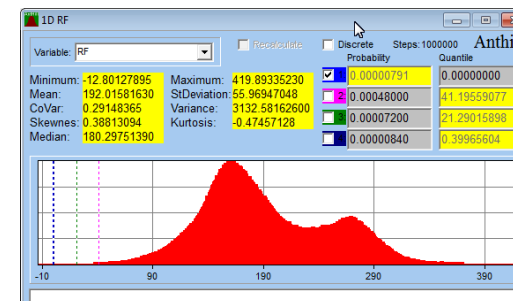 1D RF
Variable: RF
Recalculate
Discrete Steps:1000000 Anthi
Probability Quantile
Minimum: -12.80127895 Maximum: 419.89335230 1 0.00000791 0.00000000
Mean: 192.01581630 StDeviation: 55.96947048 2 0.00048000 41.19559077
CoVar: 0.29148365 Variance: 3132.58162600 3 0.00007200 21.29015898
Skewnes: 0.38813094 Kurtosis: -0.47457128 0.00000840 0.39965604
Median: 180.29751390
-10 90 190 290 390